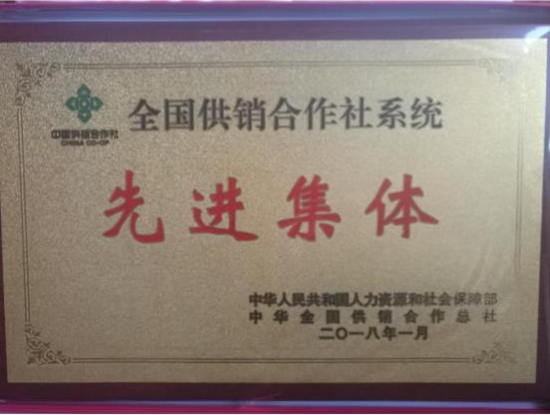 全国供销合作社系统
中国供销合作社
CHINA CO-OP
先进集体
中华人民共和国人力资源和社会保障部
中华全国供销合作总社
二〇一八年一月